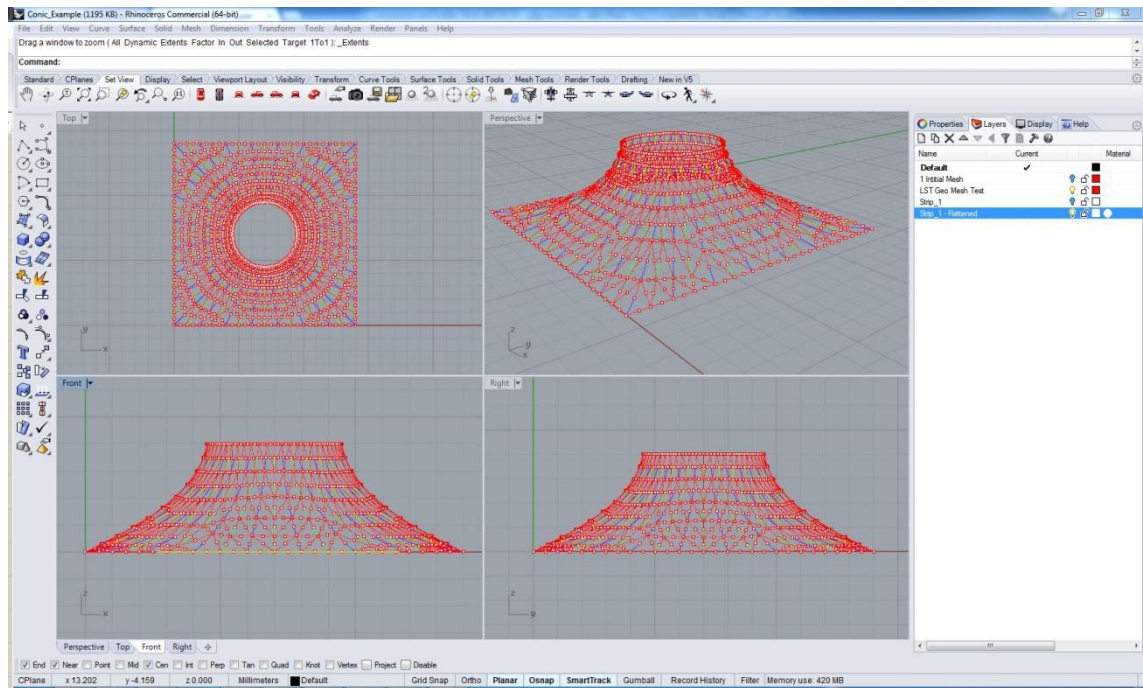 Conic_Example (1195 KB) - Rhinoceros Commercial (64-bit)
File Edit View Curve Surface Solid Mesh Dimension Transform Tools Analyze Render Panels Help
Drag a window to zoom ( All Dynamic Extents Factor In Out Selected Target 1To1 ): _Extents
Command:
Standard CPlanes Set View Display Select Viewport Layout Visibility Transform Curve Tools Surface Tools Solid Tools Mesh Tools Render Tools Drafting New in V5
Top
Perspective
Properties Layers Display Help
Name Current Material
Default
1 Intitial Mesh
LST Geo Mesh Test
Strip_1
Strip_1 - Flattened
y
x
z
y
x
Front
Right
z
x
z
y
Perspective Top Front Right
End Near Point Mid Cen Int Perp Tan Quad Knot Vertex Project Disable
CPlane x 13.202 y -4.159 z 0.000 Millimeters Default Grid Snap Ortho Planar Osnap SmartTrack Gumball Record History Filter Memory use: 420 MB